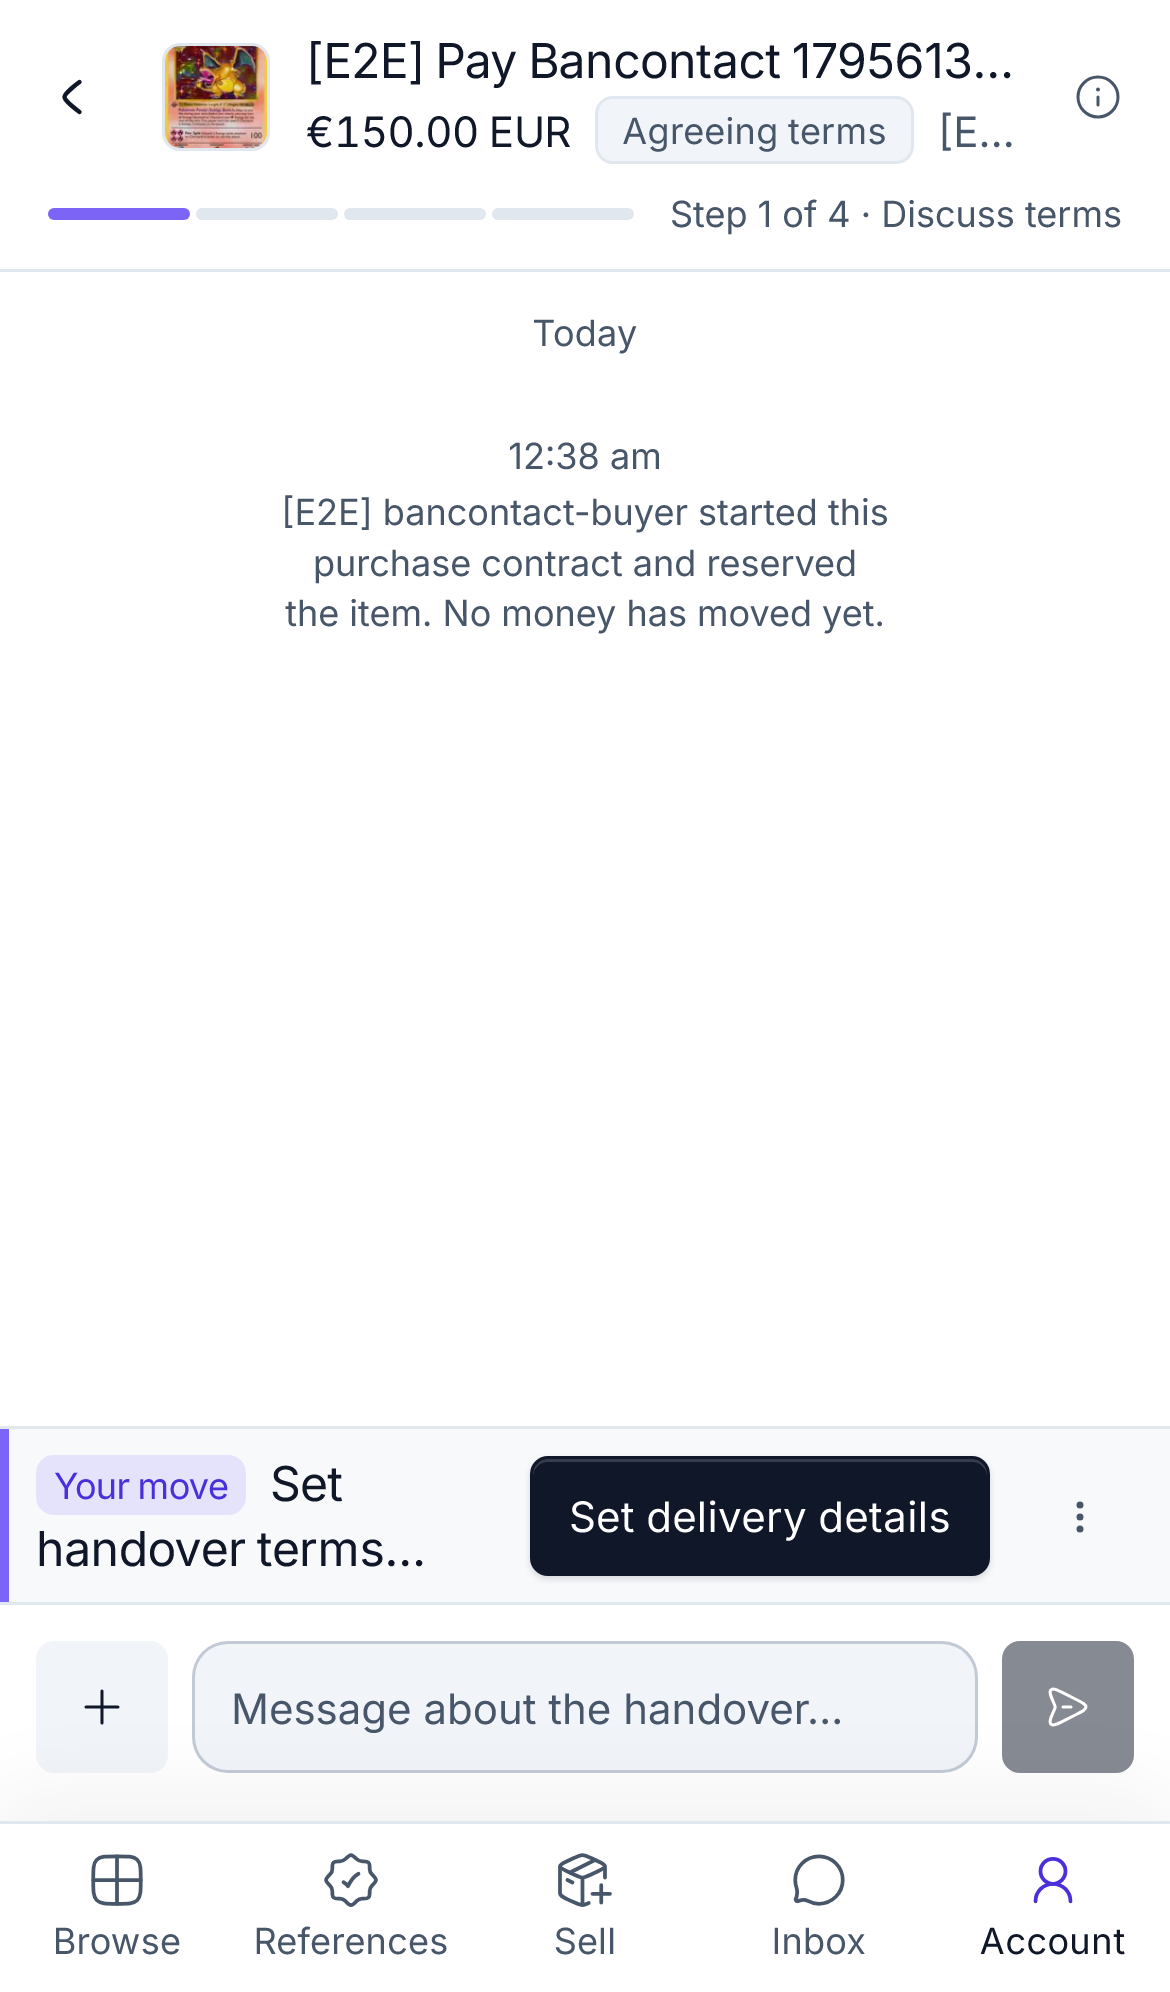 [E2E] Pay Bancontact 1795613...
€150.00 EUR Agreeing terms [E...
Step 1 of 4 · Discuss terms
Today
12:38 am
[E2E] bancontact-buyer started this
purchase contract and reserved
the item. No money has moved yet.
Your move Set
handover terms...
Set delivery details
Message about the handover...
Browse References Sell Inbox Account